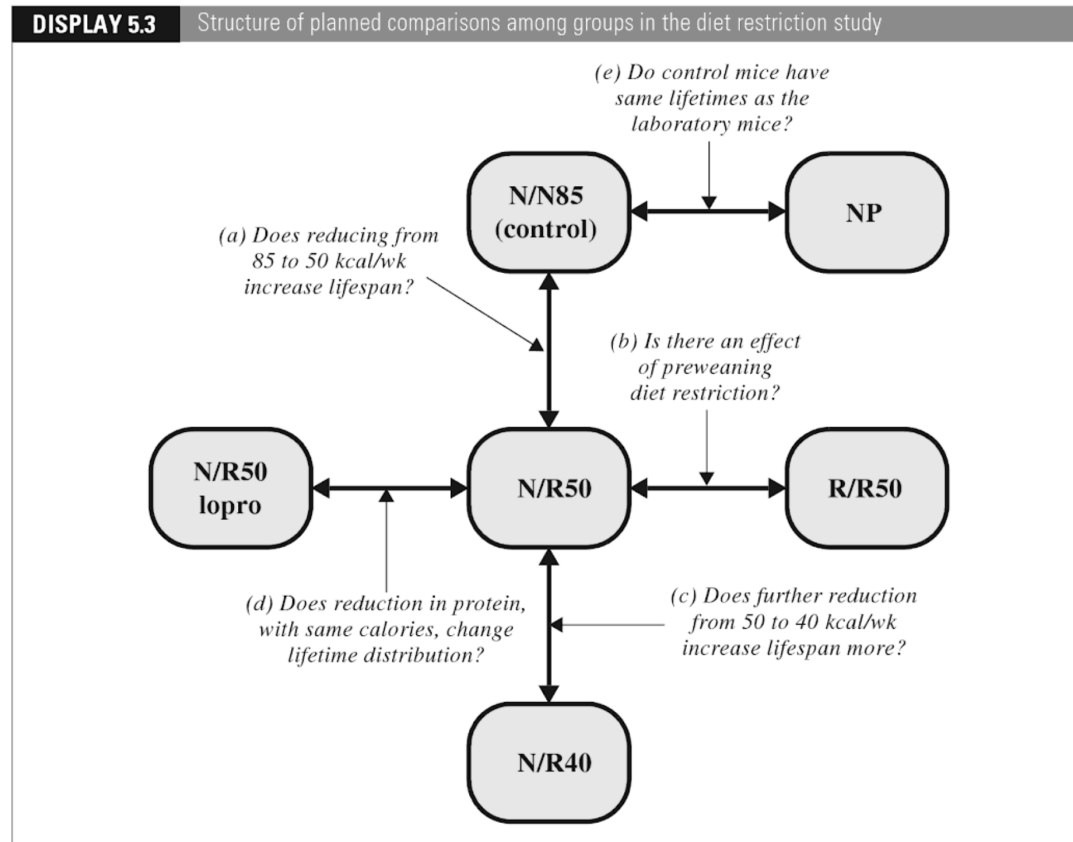 DISPLAY 5.3 Structure of planned comparisons among groups in the diet restriction study
(e) Do control mice have
same lifetimes as the
laboratory mice?
N/N85
(control)
NP
(a) Does reducing from
85 to 50 kcal/wk
increase lifespan?
(b) Is there an effect
of preweaning
diet restriction?
N/R50
lopro
N/R50
R/R50
(d) Does reduction in protein,
with same calories, change
lifetime distribution?
(c) Does further reduction
from 50 to 40 kcal/wk
increase lifespan more?
N/R40